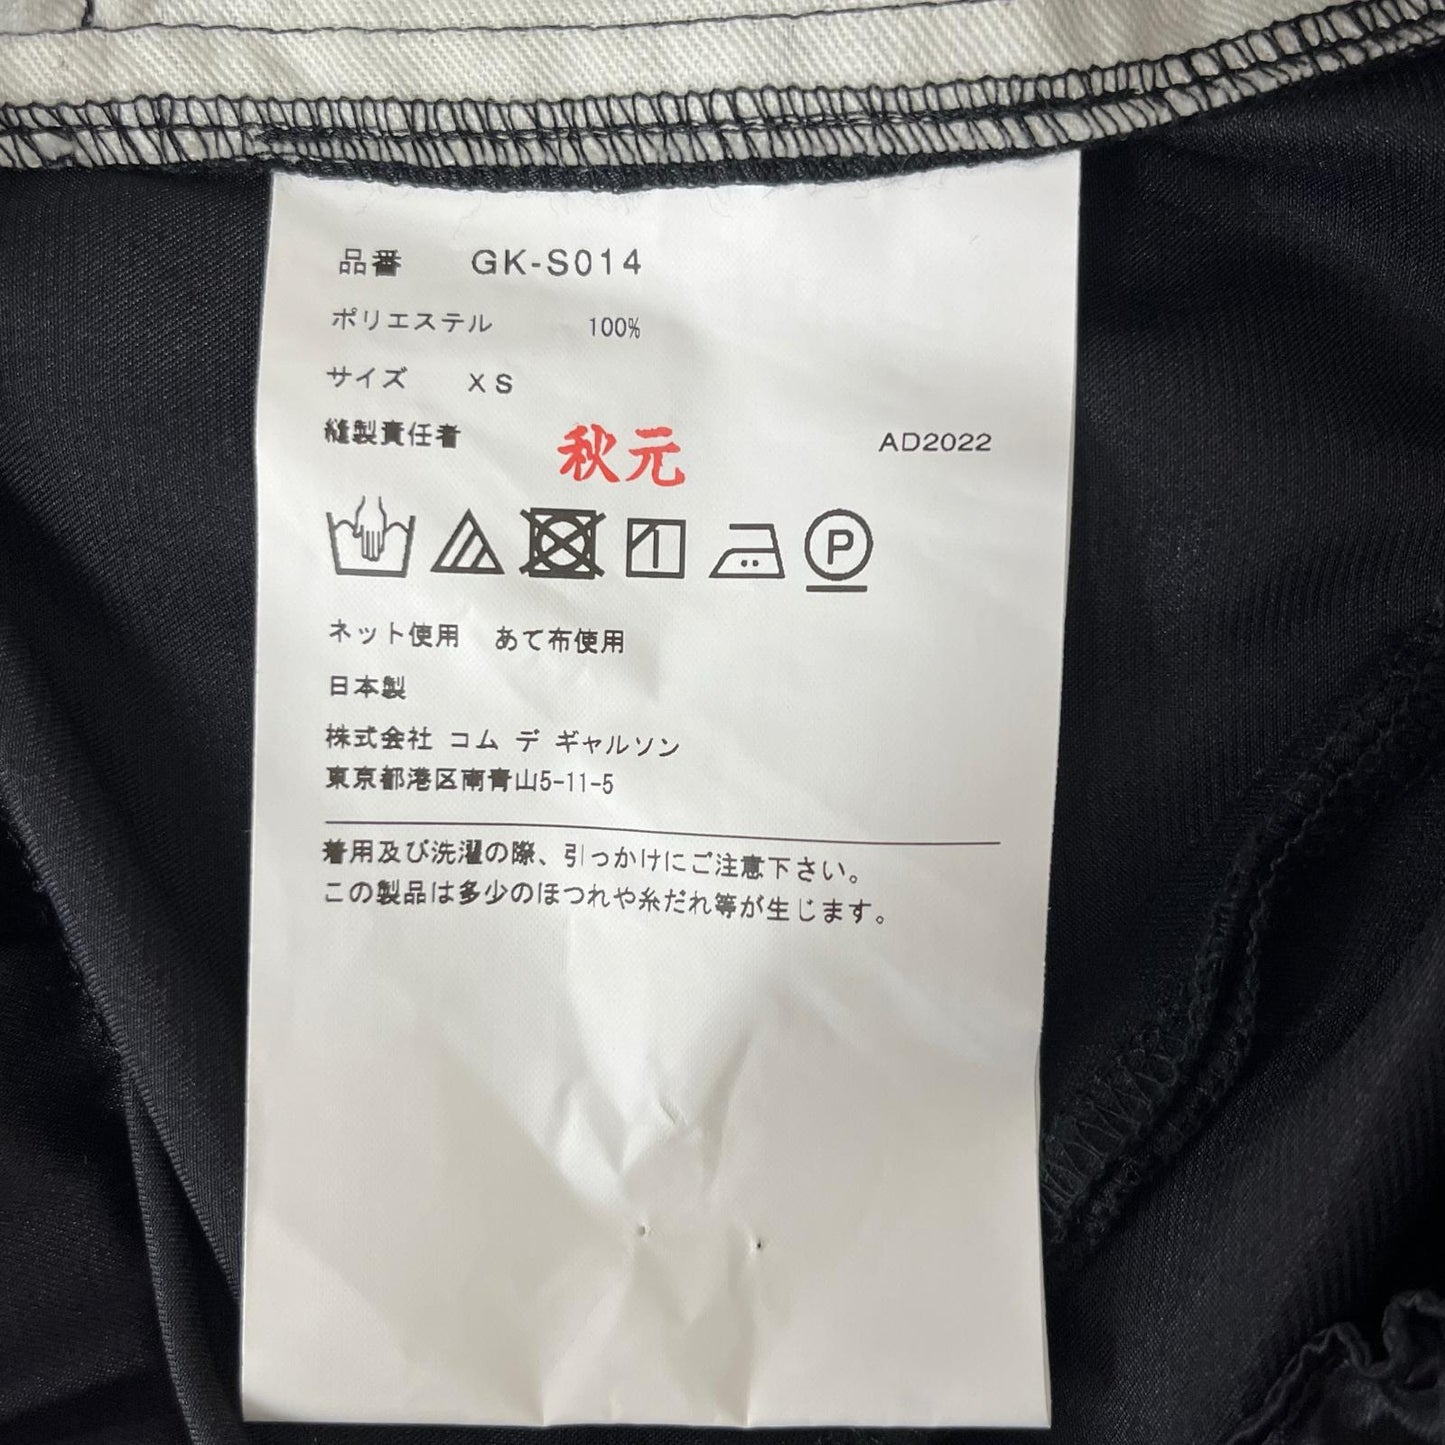 品番 GK-S014
ポリエステル 100%
サイズ XS
縫製責任者 秋元 AD2022
P
ネット使用 あて布使用
日本製
株式会社 コム デ ギャルソン
東京都港区南青山5-11-5
着用及び洗濯の際、引っかけにご注意下さい。
この製品は多少のほつれや糸だれ等が生じます。